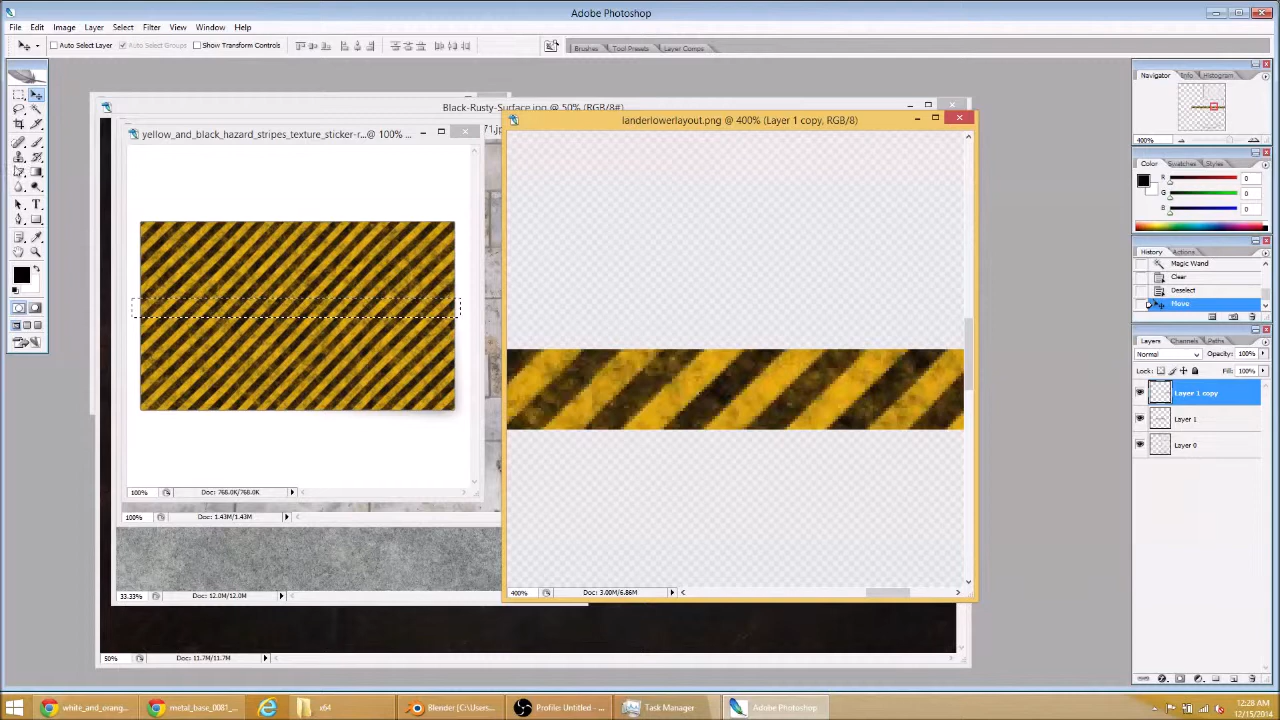 Adobe Photoshop
File Edit Image Layer Select Filter View Window Help
Auto Select Layer Auto Select Groups Show Transform Controls Brushes Tool Presets Layer Comps
Black-Rusty-Surface.jpg @ 50% (RGB/8#)
71.jp
yellow_and_black_hazard_stripes_texture_sticker-r...@ 100% ...
landerlowerlayout.png @ 400% (Layer 1 copy, RGB/8)
100% Doc: 768.0K/768.0K
100% Doc: 1.43M/1.43M
33.33% Doc: 12.0M/12.0M
50% Doc: 11.7M/11.7M
400% Doc: 3.00M/6.86M
Navigator Info Histogram
400%
Color Swatches Styles
R 0
G 0
B 0
History Actions
Magic Wand
Clear
Deselect
Move
Layers Channels Paths
Normal Opacity: 100%
Lock: Fill: 100%
Layer 1 copy
Layer 1
Layer 0
white_and_orang... metal_base_0081_... x64 Blender [C:\Users... Profile: Untitled - ... Task Manager Adobe Photoshop
12:28 AM
12/15/2014